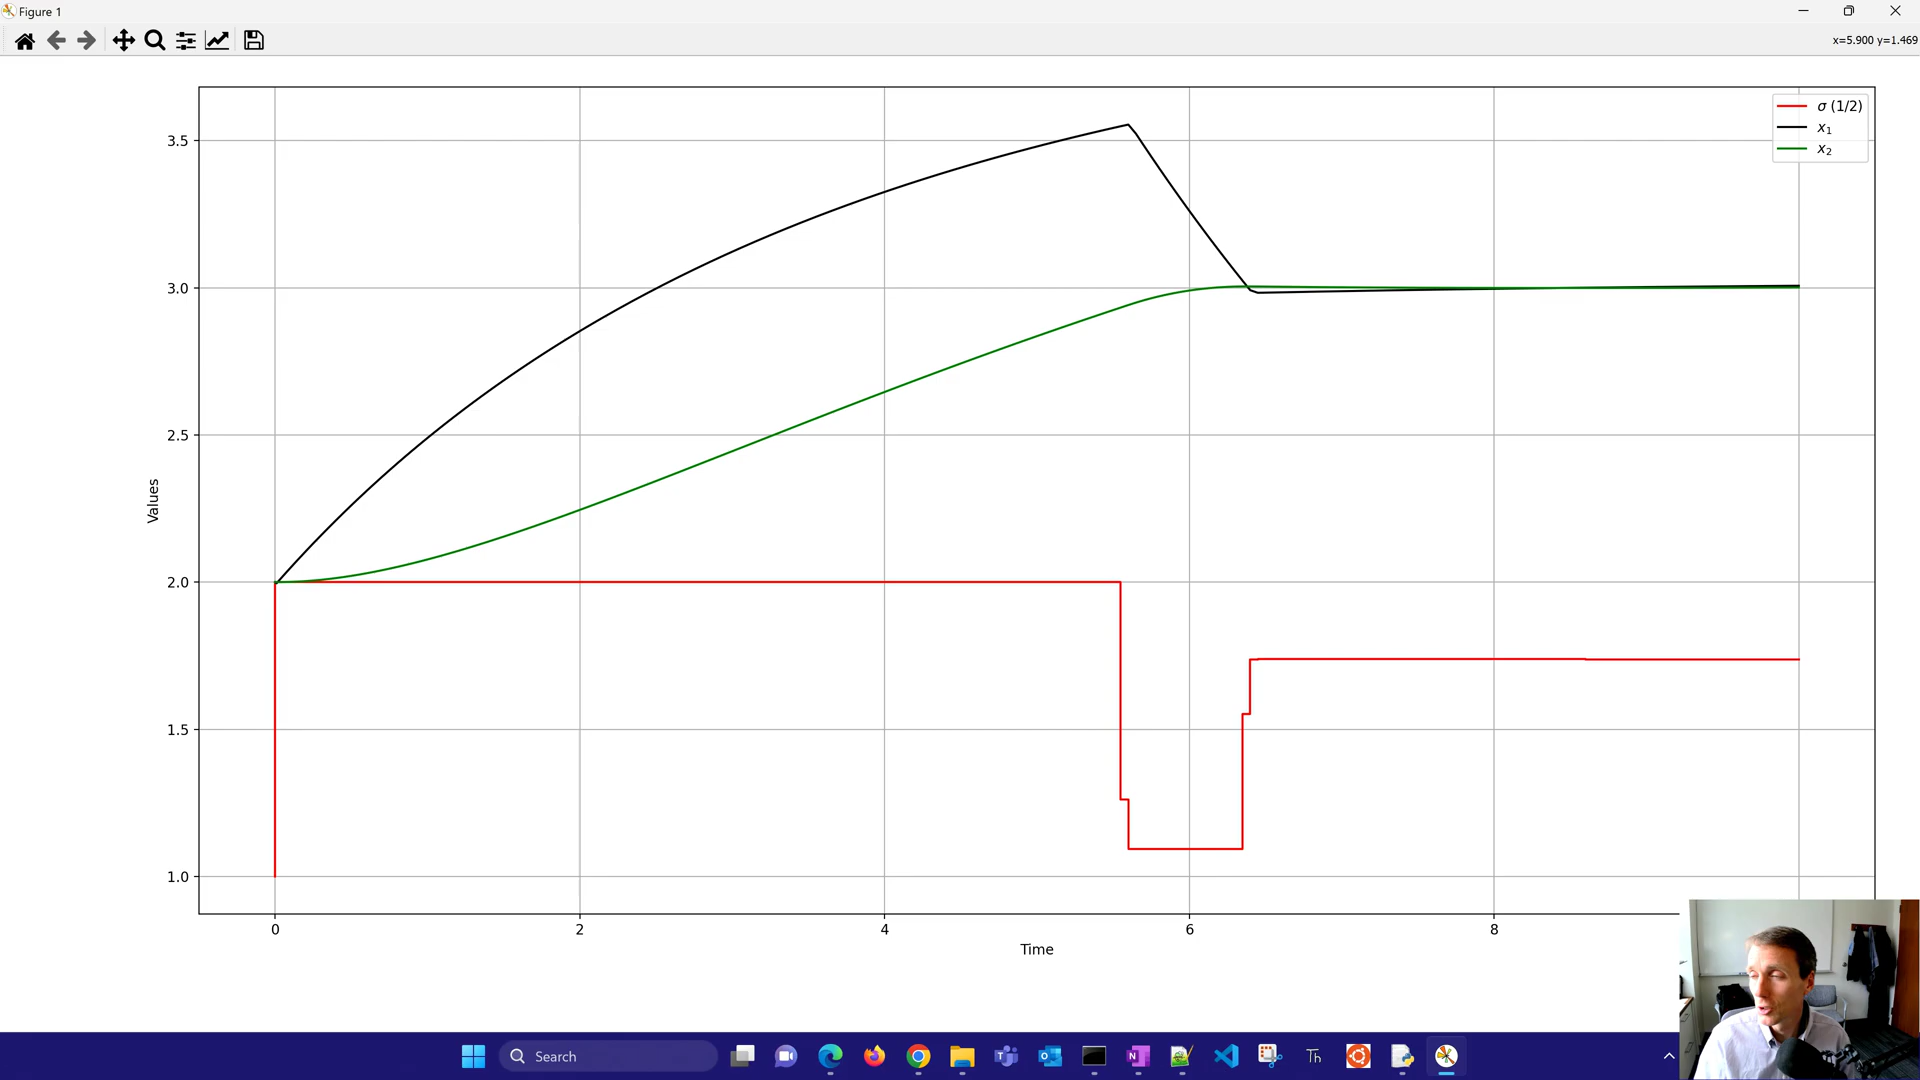 Figure 1
x=5.900 y=1.469
σ (1/2)
x₁
x₂
3.5
3.0
2.5
2.0
1.5
1.0
Values
0 2 4 6 8
Time
Search
Th